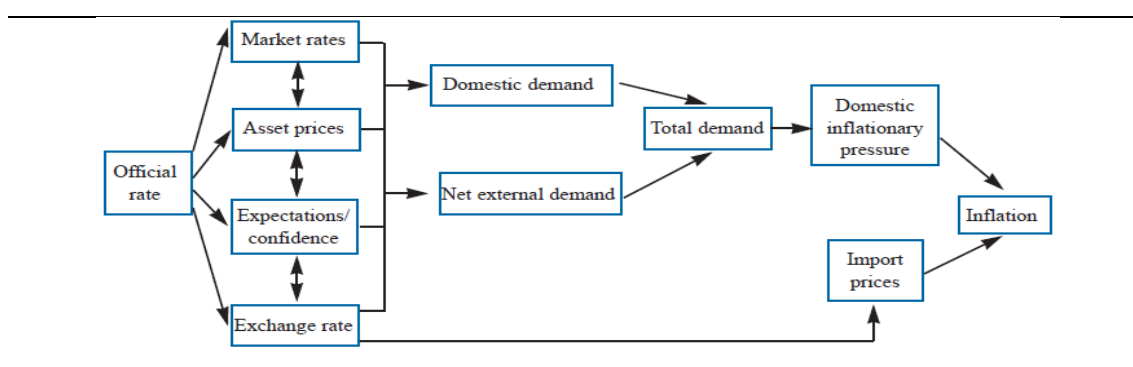 Market rates
Asset prices
Official
rate
Expectations/
confidence
Exchange rate
Domestic demand
Net external demand
Total demand
Domestic
inflationary
pressure
Import
prices
Inflation